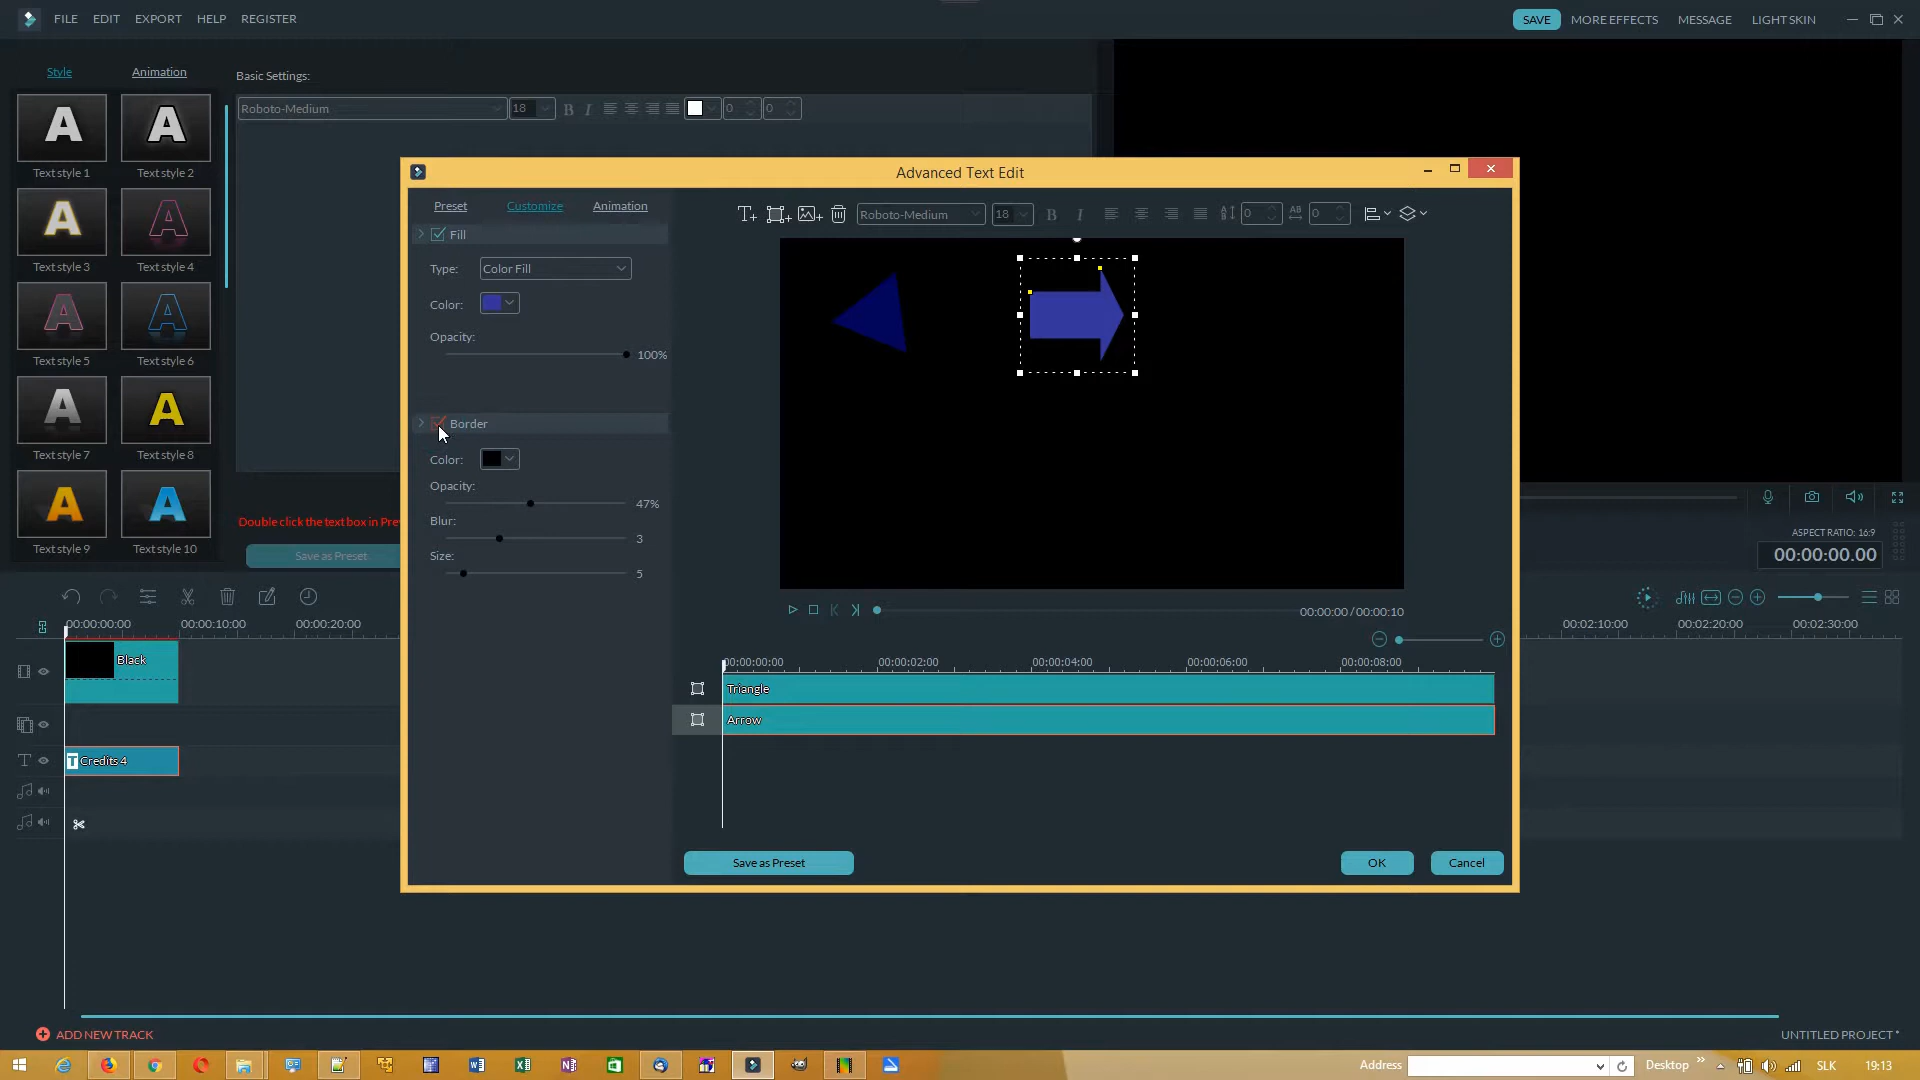 FILE EDIT EXPORT HELP REGISTER
SAVE MORE EFFECTS MESSAGE LIGHT SKIN
Style Animation
Basic Settings:
Roboto-Medium 18 B I 0 0
Text style 1 Text style 2
Text style 3 Text style 4
Text style 5 Text style 6
Text style 7 Text style 8
Text style 9 Text style 10
Double click the text box in Pre
Save as Preset
Advanced Text Edit
Preset Customize Animation
Fill
Type: Color Fill
Color:
Opacity:
100%
Border
Color:
Opacity:
47%
Blur:
3
Size:
5
Roboto-Medium 18 B I 0 0
00:00:00/00:00:10
00:00:00:00 00:00:02:00 00:00:04:00 00:00:06:00 00:00:08:00
Triangle
Arrow
Save as Preset OK Cancel
ASPECT RATIO: 16:9
00:00:00.00
00:00:00:00 00:00:10:00 00:00:20:00
00:02:10:00 00:02:20:00 00:02:30:00
Black
T Credits 4
ADD NEW TRACK
UNTITLED PROJECT *
Address Desktop » SLK 19:13